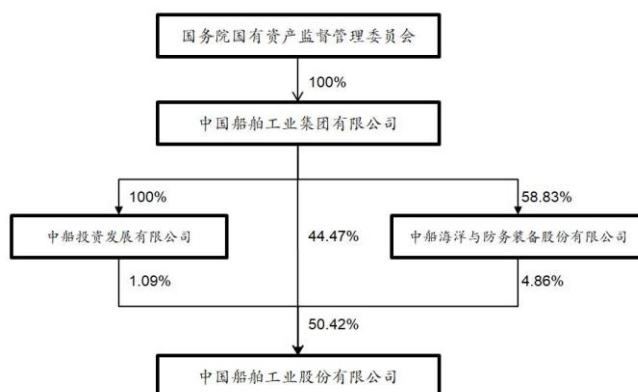 国务院国有资产监督管理委员会
100%
中国船舶工业集团有限公司
100%
58.83%
中船投资发展有限公司
44.47%
中船海洋与防务装备股份有限公司
1.09%
4.86%
50.42%
中国船舶工业股份有限公司